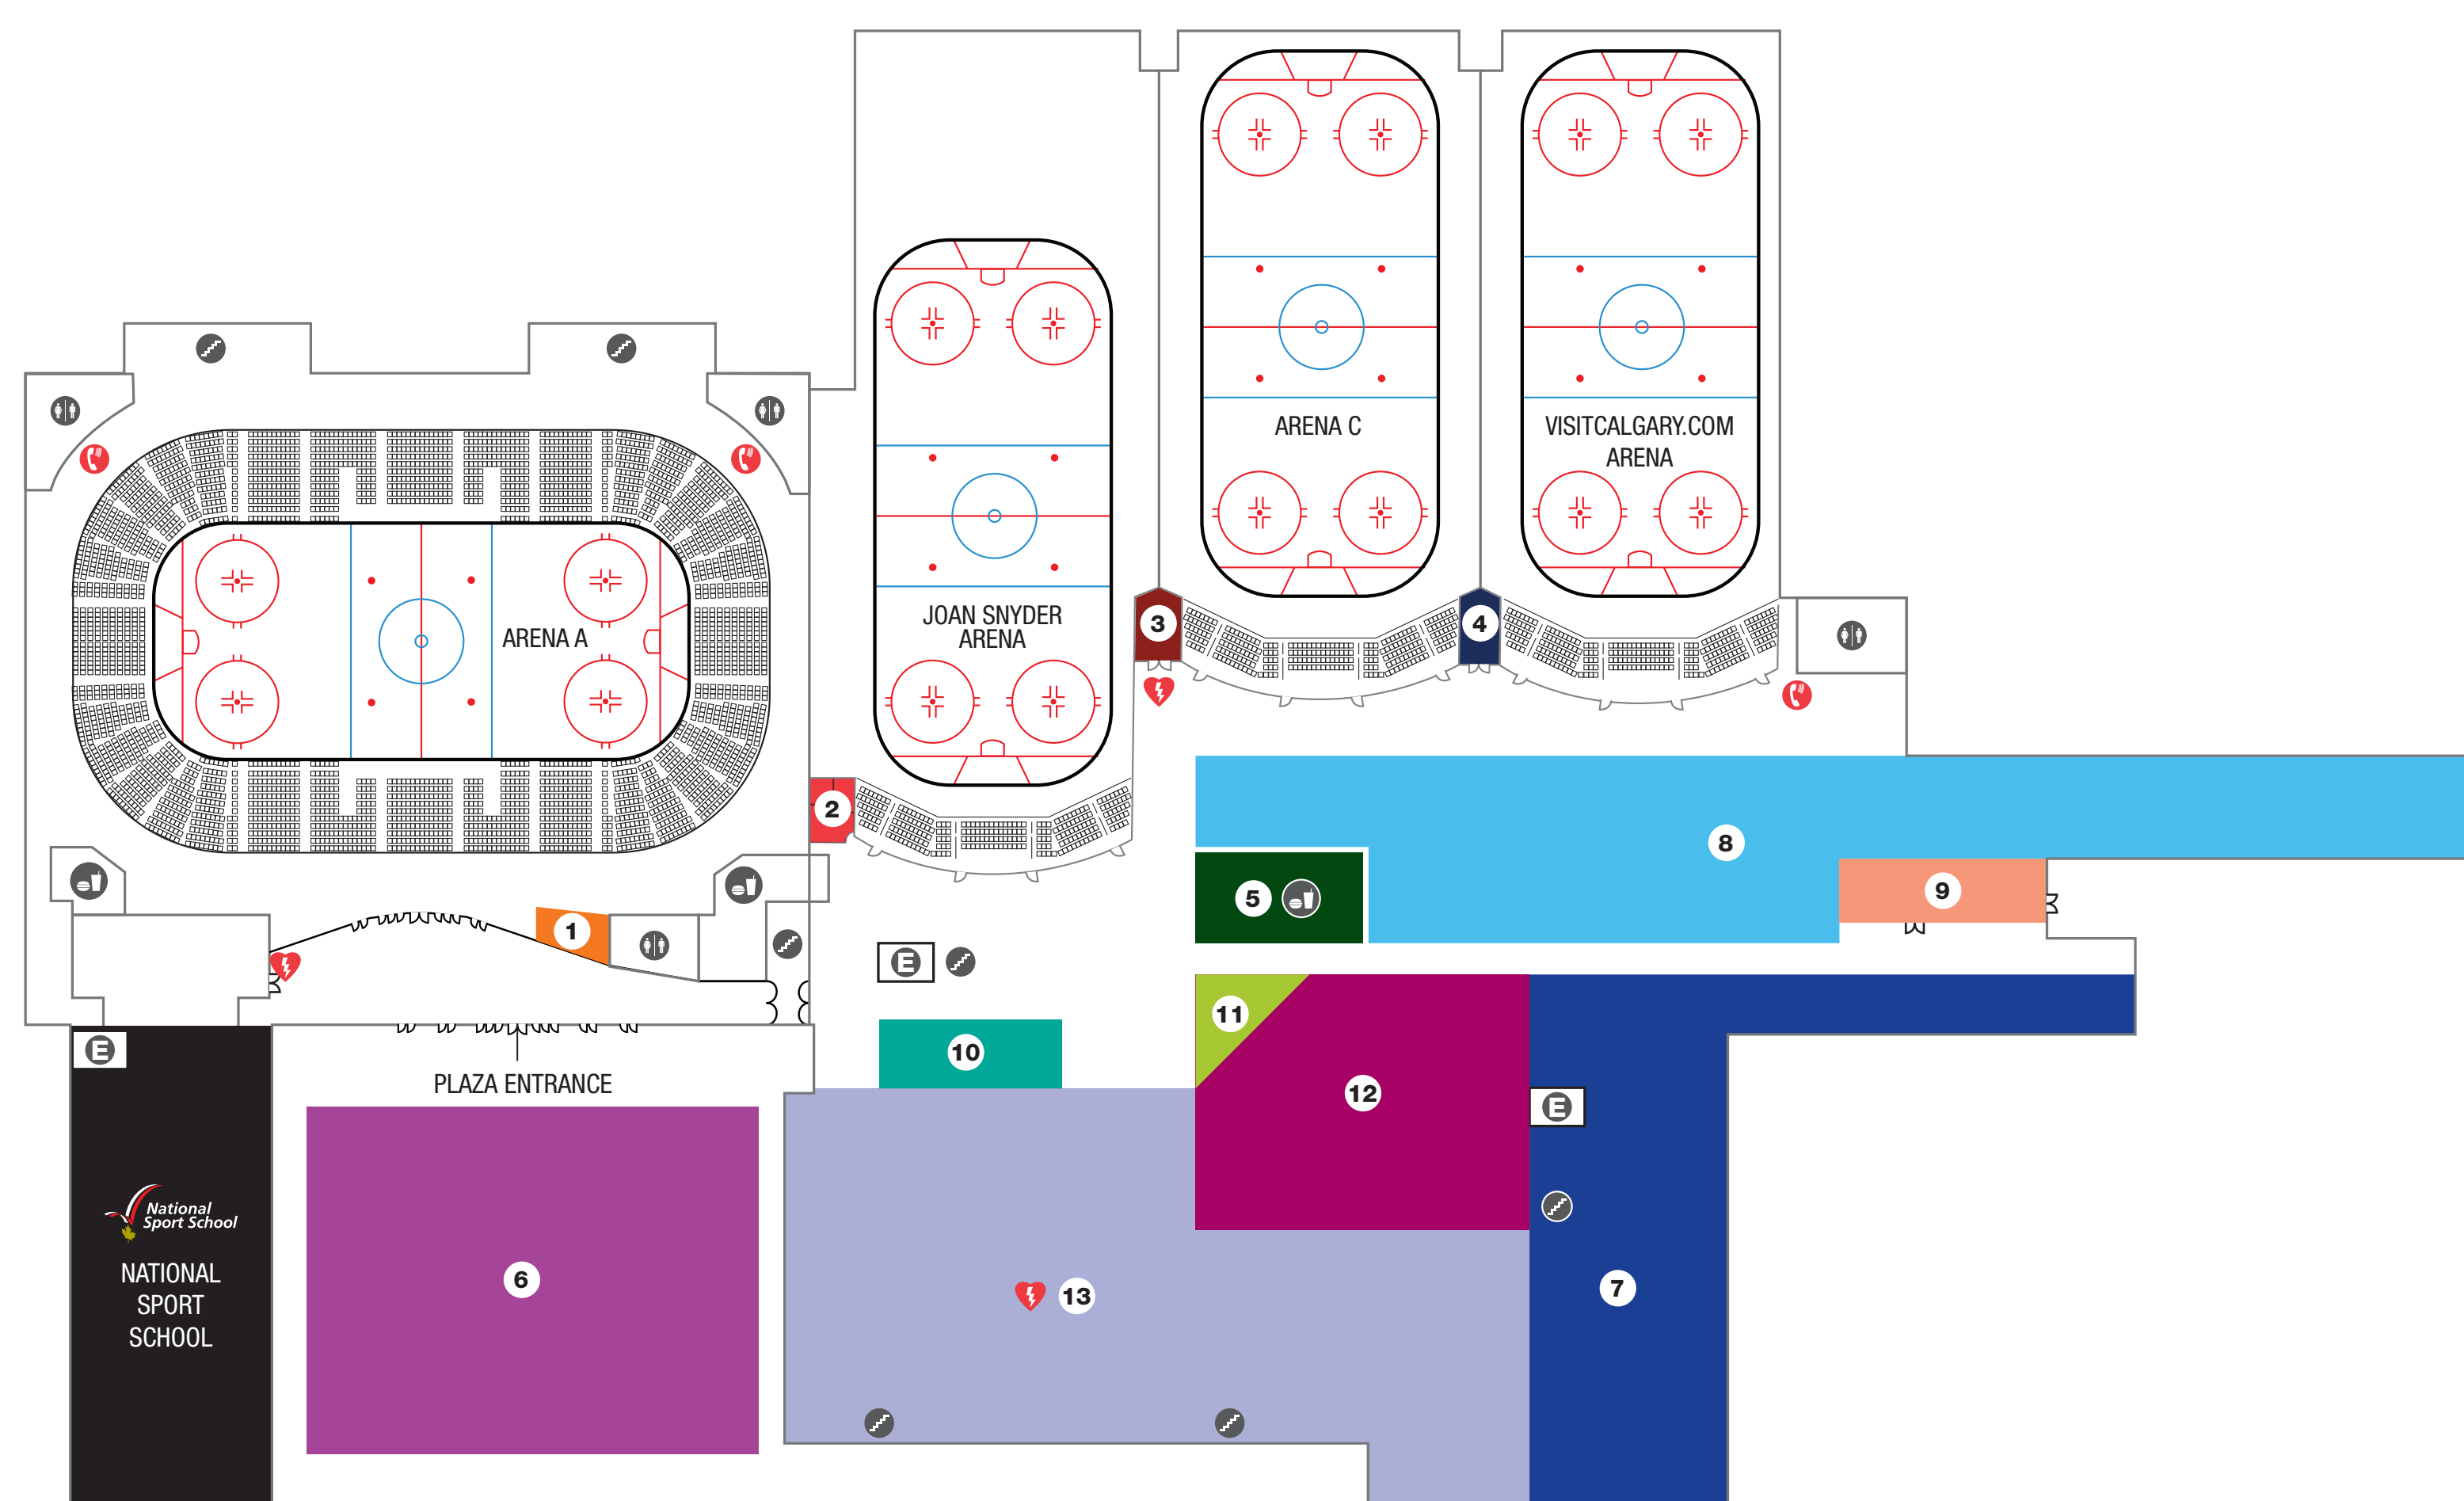 ARENA C
VISITCALGARY.COM
ARENA
JOAN SNYDER
ARENA
ARENA A
3
4
2
8
5
9
1
E
11
10
E
PLAZA ENTRANCE
12
E
National
Sport School
NATIONAL
SPORT
SCHOOL
6
13
7